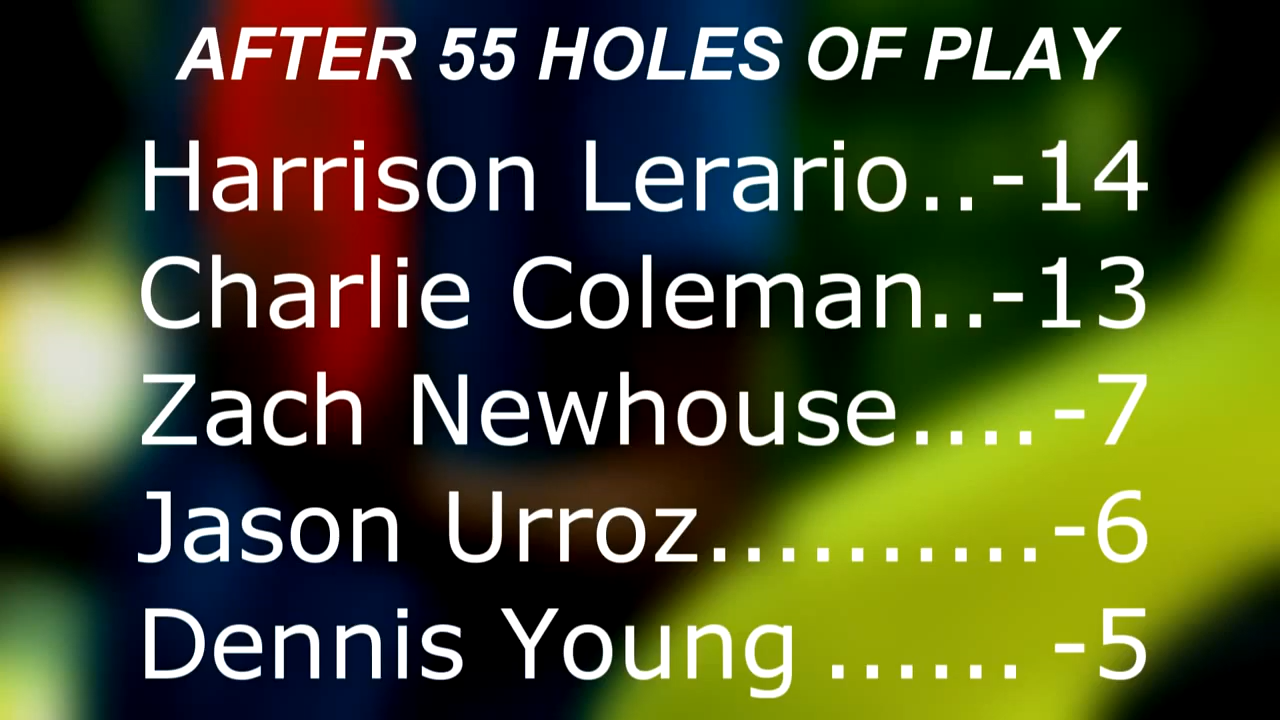 AFTER 55 HOLES OF PLAY
Harrison Lerario..-14
Charlie Coleman..-13
Zach Newhouse....-7
Jason Urroz..........-6
Dennis Young ...... -5